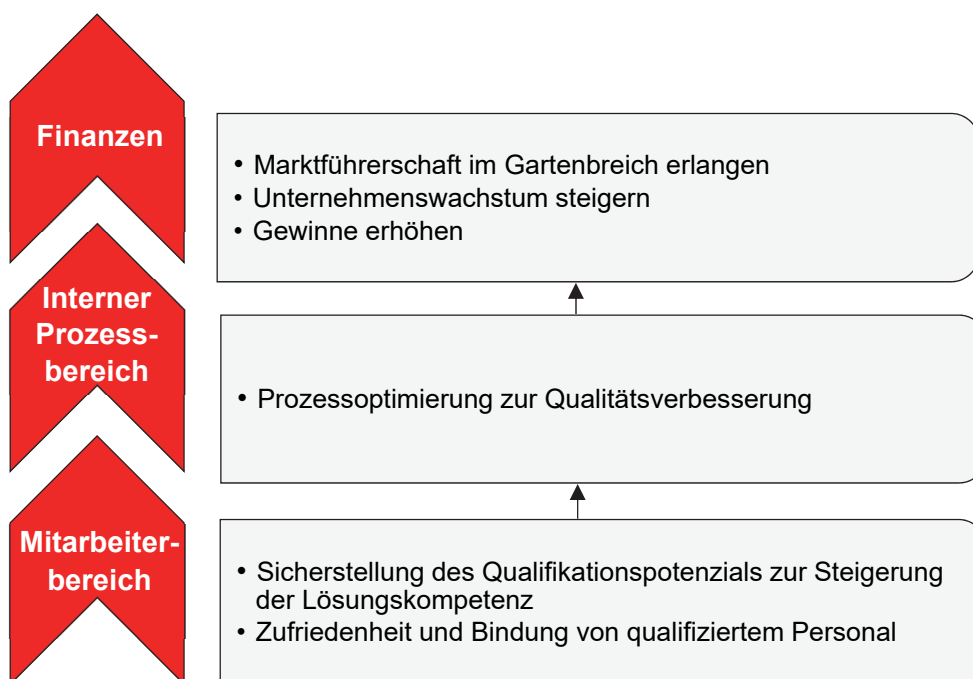 Finanzen
• Marktführerschaft im Gartenbreich erlangen
• Unternehmenswachstum steigern
• Gewinne erhöhen
Interner
Prozess-
bereich
• Prozessoptimierung zur Qualitätsverbesserung
Mitarbeiter-
bereich
• Sicherstellung des Qualifikationspotenzials zur Steigerung
der Lösungskompetenz
• Zufriedenheit und Bindung von qualifiziertem Personal